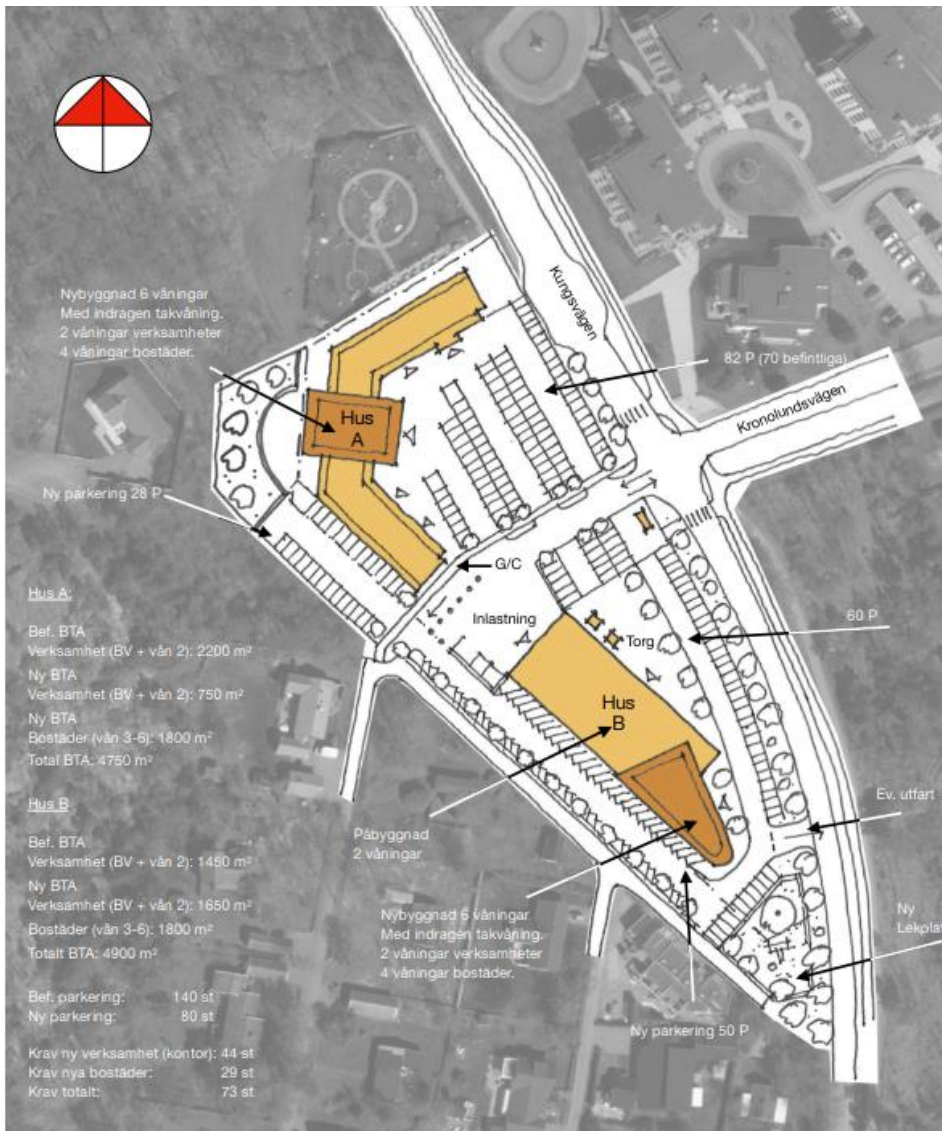 Kungsvägen
Nybyggnad 6 våningar
Med indragen takvåning.
2 våningar verksamheter
4 våningar bostäder.
82 P (70 befintliga)
Kronolundsvägen
Hus
A
Ny parkering 28 P
G/C
Hus A:
Inlastning
Torg
60 P
Bef. BTA
Verksamhet (BV + vån 2): 2200 m²
Ny BTA
Verksamhet (BV + vån 2): 750 m²
Ny BTA
Bostäder (vån 3-6): 1800 m²
Total BTA: 4750 m²
Hus
B
Hus B
Ev. utfart
Påbyggnad
2 våningar
Bef. BTA
Verksamhet (BV + vån 2): 1450 m²
Ny BTA
Verksamhet (BV + vån 2): 1650 m²
Bostäder (vån 3-6): 1800 m²
Totalt BTA: 4900 m²
Nybyggnad 6 våningar
Med indragen takvåning.
2 våningar verksamheter
4 våningar bostäder.
Ny
Lekpla
Bef. parkering: 140 st
Ny parkering: 80 st
Ny parkering 50 P
Krav ny verksamhet (kontor): 44 st
Krav nya bostäder: 29 st
Krav totalt: 73 st